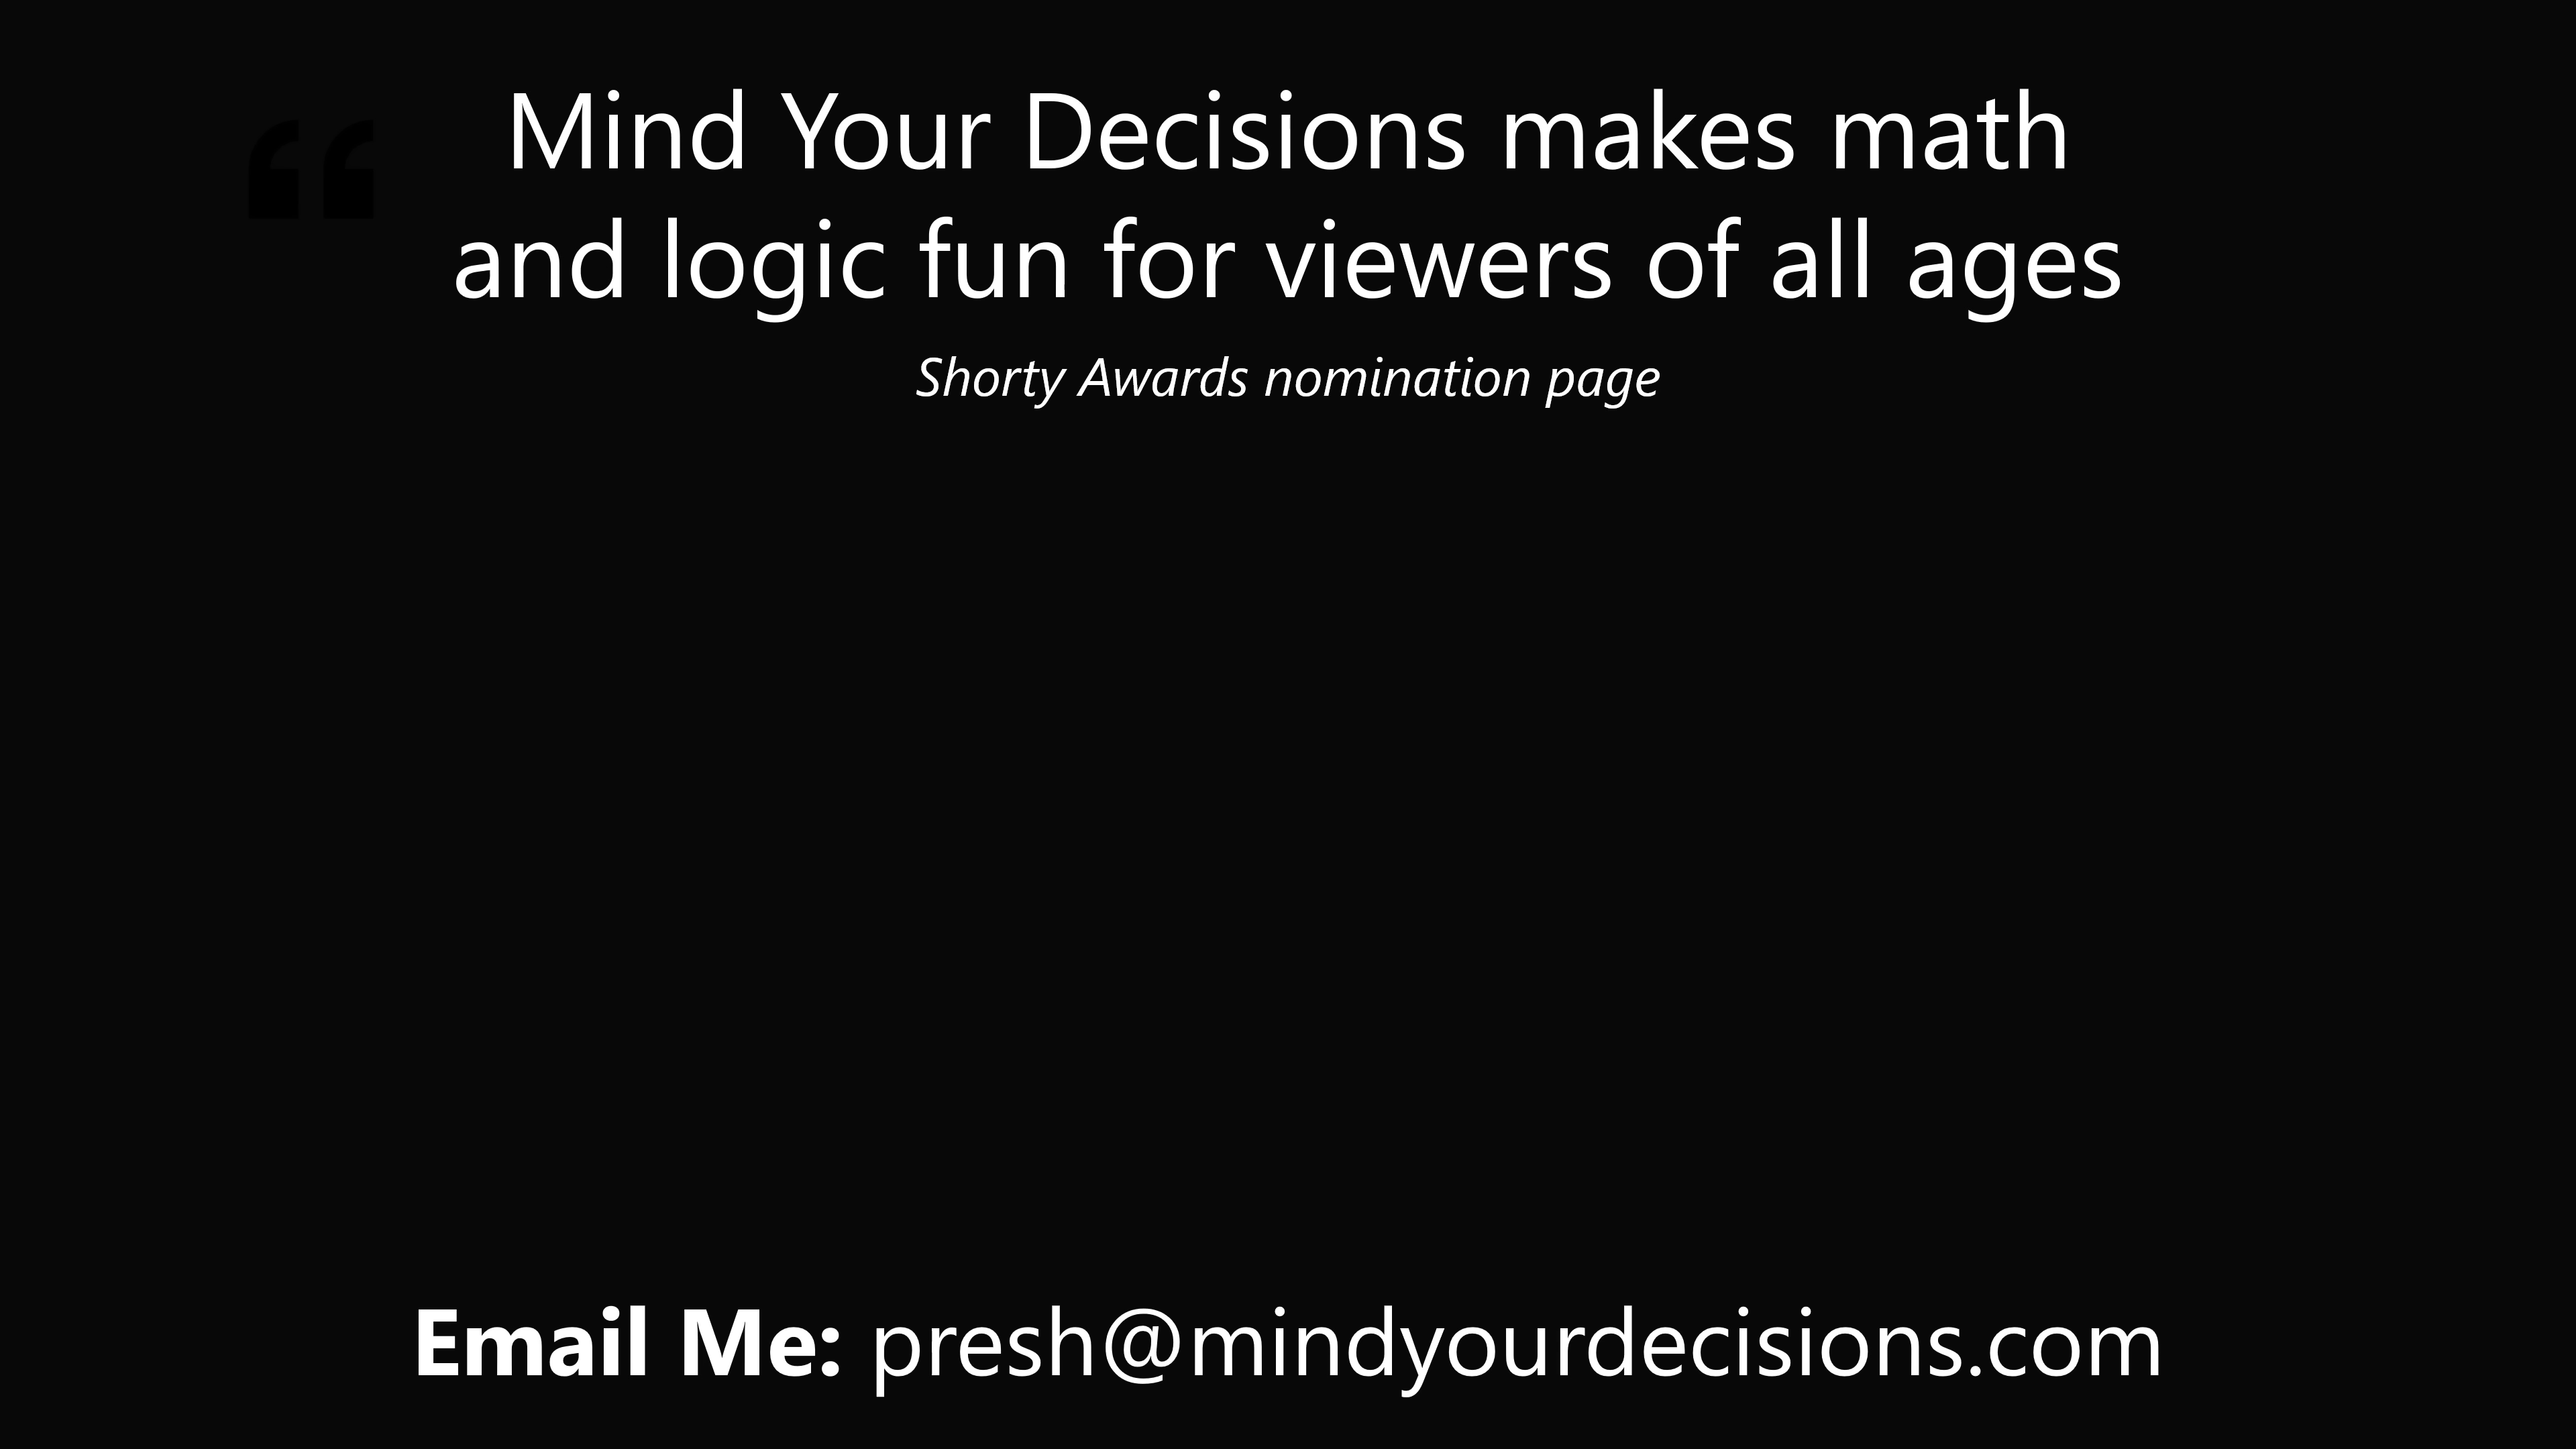 “
Mind Your Decisions makes math
and logic fun for viewers of all ages
Shorty Awards nomination page
Email Me: presh@mindyourdecisions.com